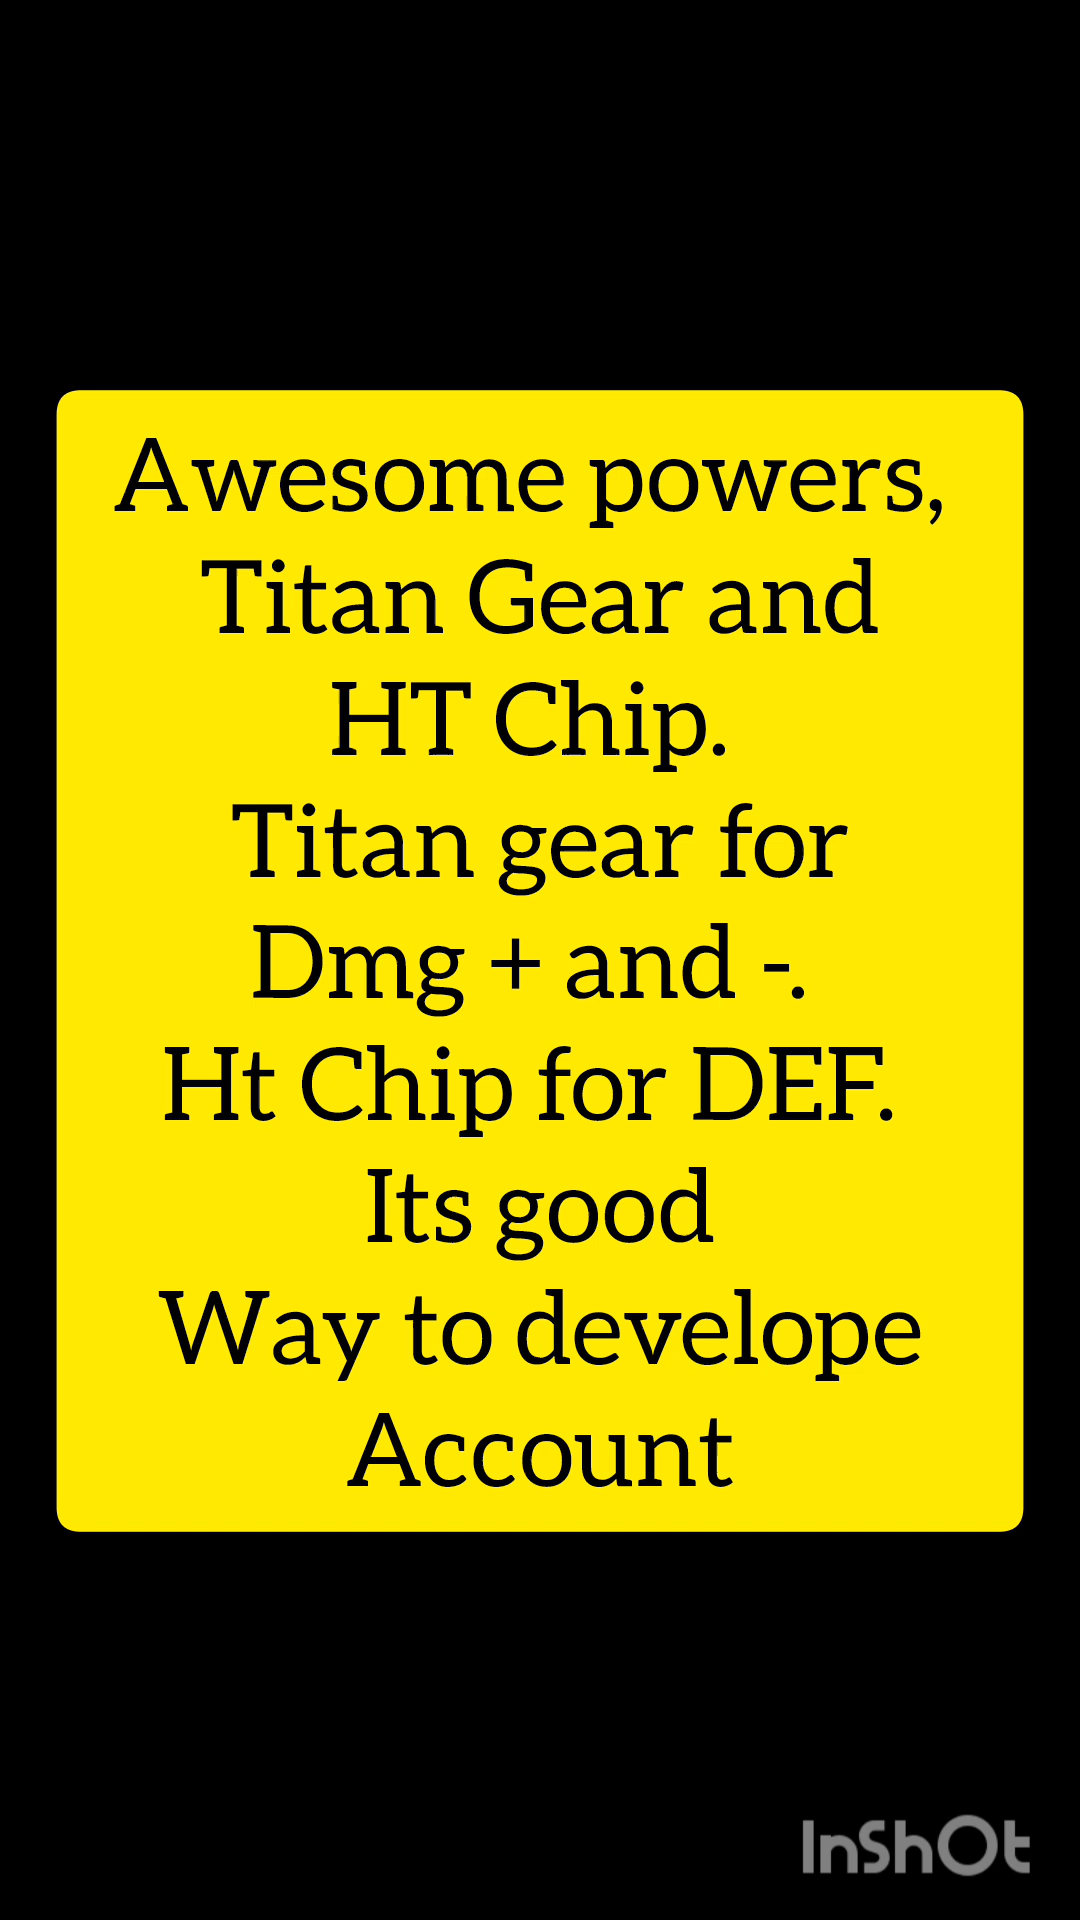 Awesome powers,
Titan Gear and
HT Chip.
Titan gear for
Dmg + and -.
Ht Chip for DEF.
Its good
Way to develope
Account
InShOt